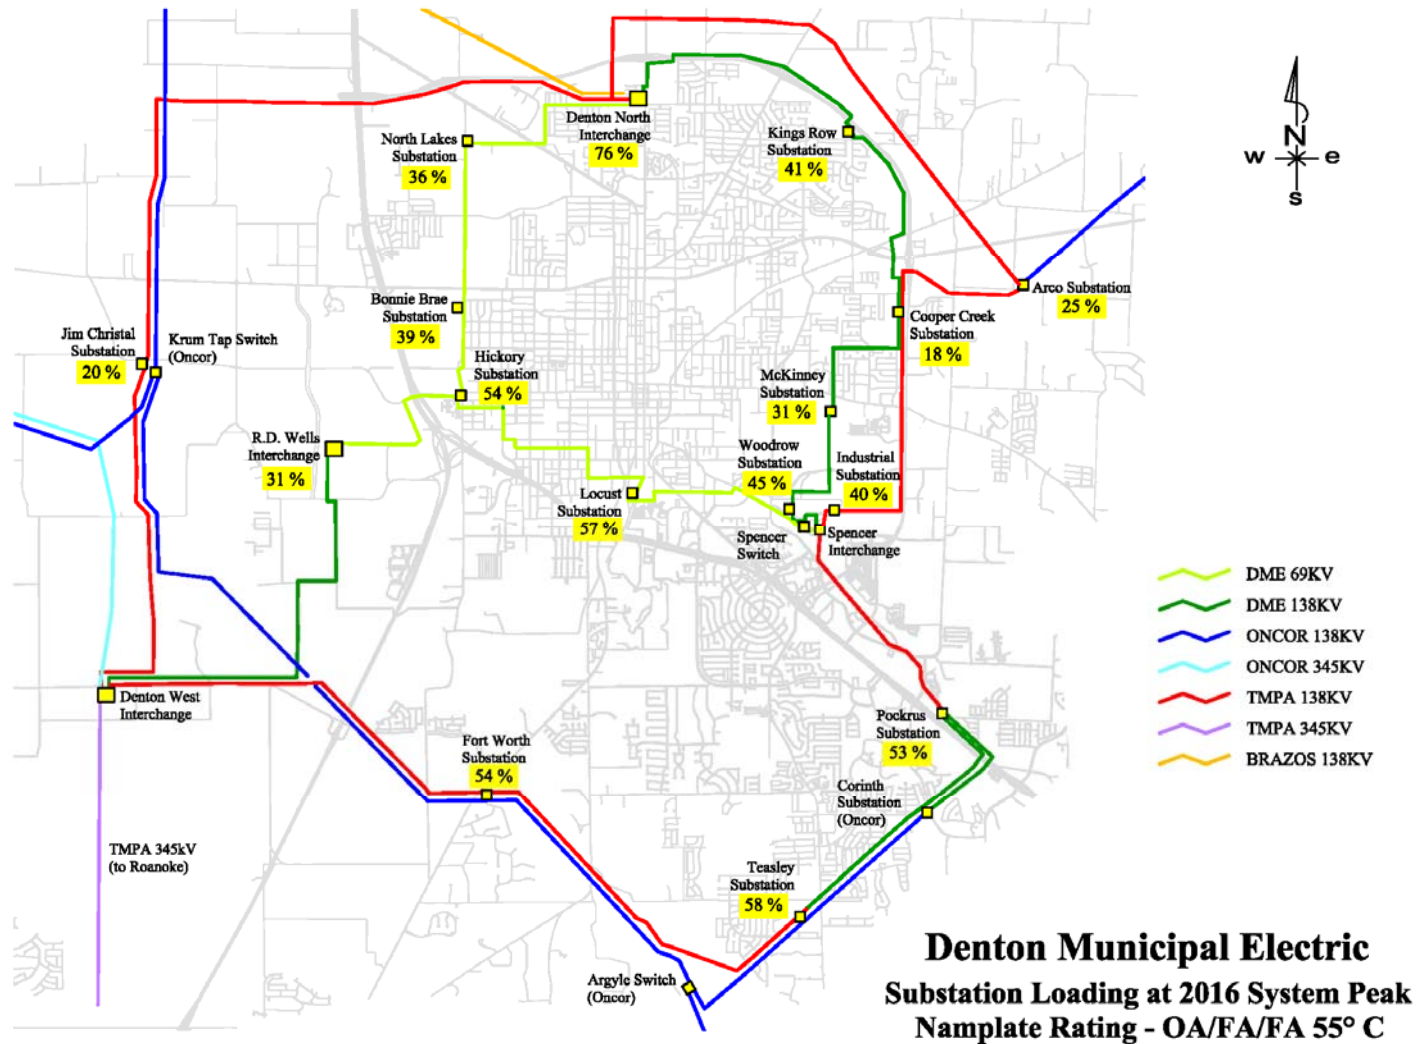 Denton North
Interchange
76 %
North Lakes
Substation
36 %
Kings Row
Substation
41 %
N
w e
s
Arco Substation
25 %
Bonnie Brae
Substation
39 %
Cooper Creek
Substation
18 %
Jim Christal
Substation
20 %
Krum Tap Switch
(Oncor)
Hickory
Substation
54 %
McKinney
Substation
31 %
R.D. Wells
Interchange
31 %
Woodrow
Substation
45 %
Industrial
Substation
40 %
Locust
Substation
57 %
Spencer
Switch
Spencer
Interchange
DME 69KV
DME 138KV
ONCOR 138KV
ONCOR 345KV
TMPA 138KV
TMPA 345KV
BRAZOS 138KV
Denton West
Interchange
Pockrus
Substation
53 %
Fort Worth
Substation
54 %
Corinth
Substation
(Oncor)
TMPA 345kV
(to Roanoke)
Teasley
Substation
58 %
Argyle Switch
(Oncor)
Denton Municipal Electric
Substation Loading at 2016 System Peak
Namplate Rating - OA/FA/FA 55° C